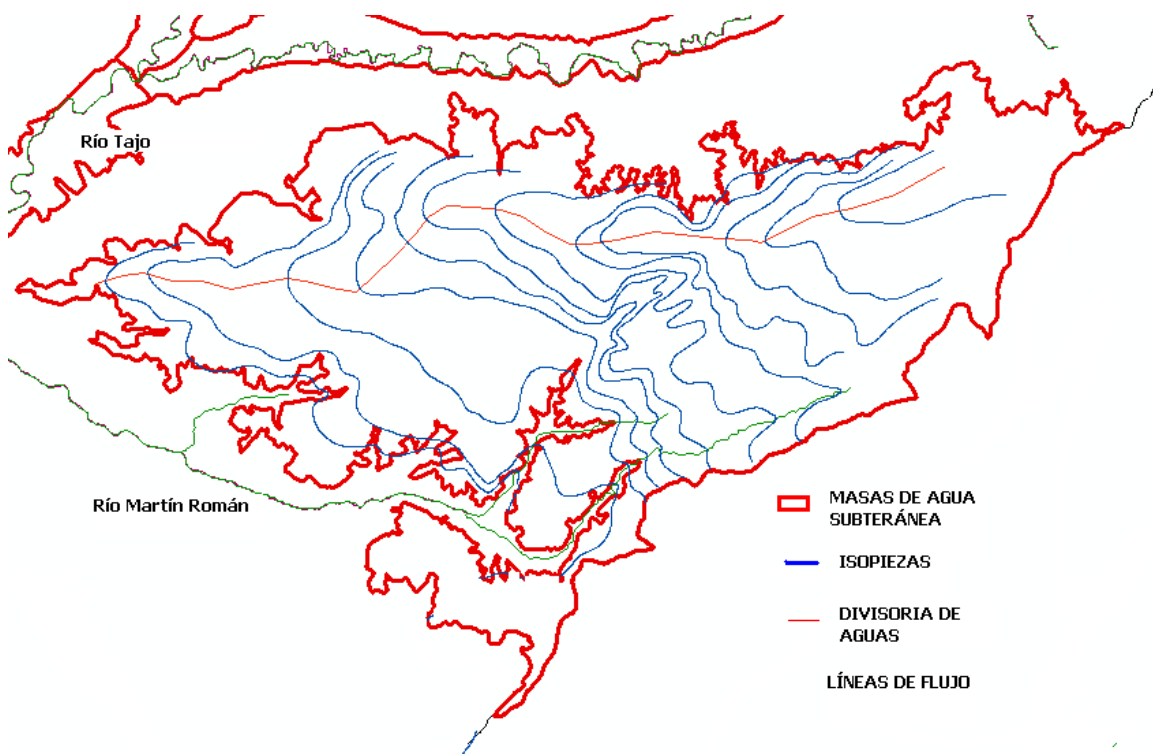 Río Tajo
Río Martín Román
MASAS DE AGUA
SUBTERÁNEA
ISOPIEZAS
DIVISORIA DE
AGUAS
LÍNEAS DE FLUJO